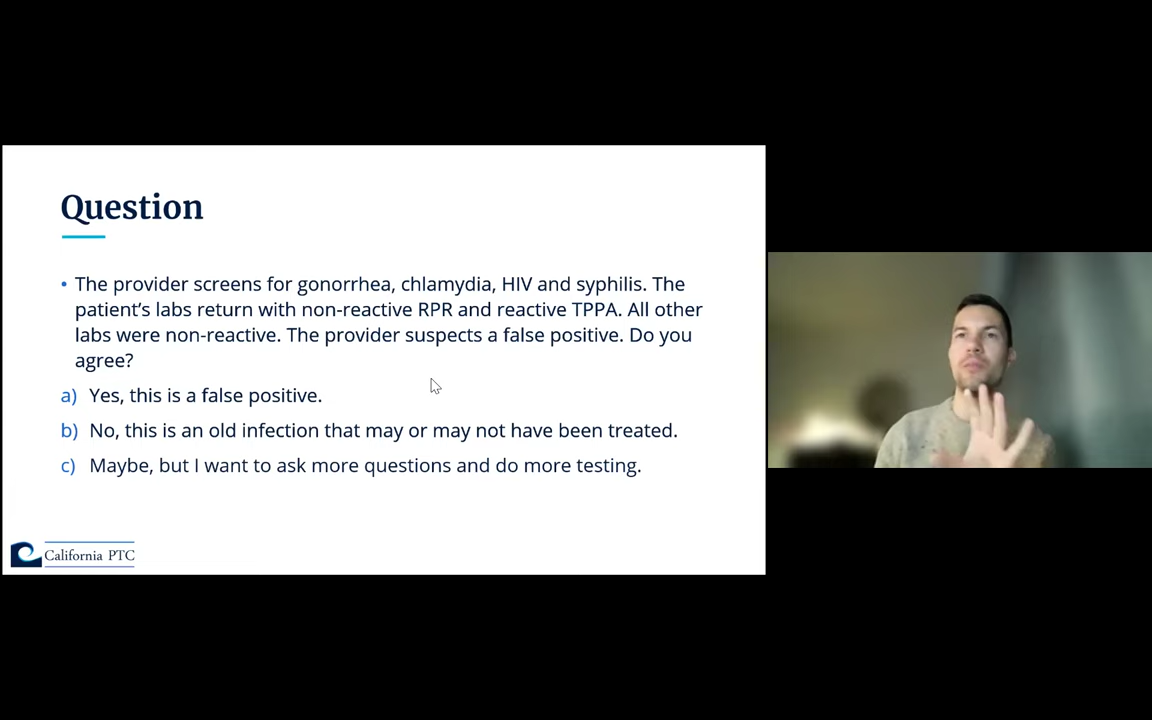 Question
• The provider screens for gonorrhea, chlamydia, HIV and syphilis. The
patient’s labs return with non-reactive RPR and reactive TPPA. All other
labs were non-reactive. The provider suspects a false positive. Do you
agree?
a) Yes, this is a false positive.
b) No, this is an old infection that may or may not have been treated.
c) Maybe, but I want to ask more questions and do more testing.
California PTC